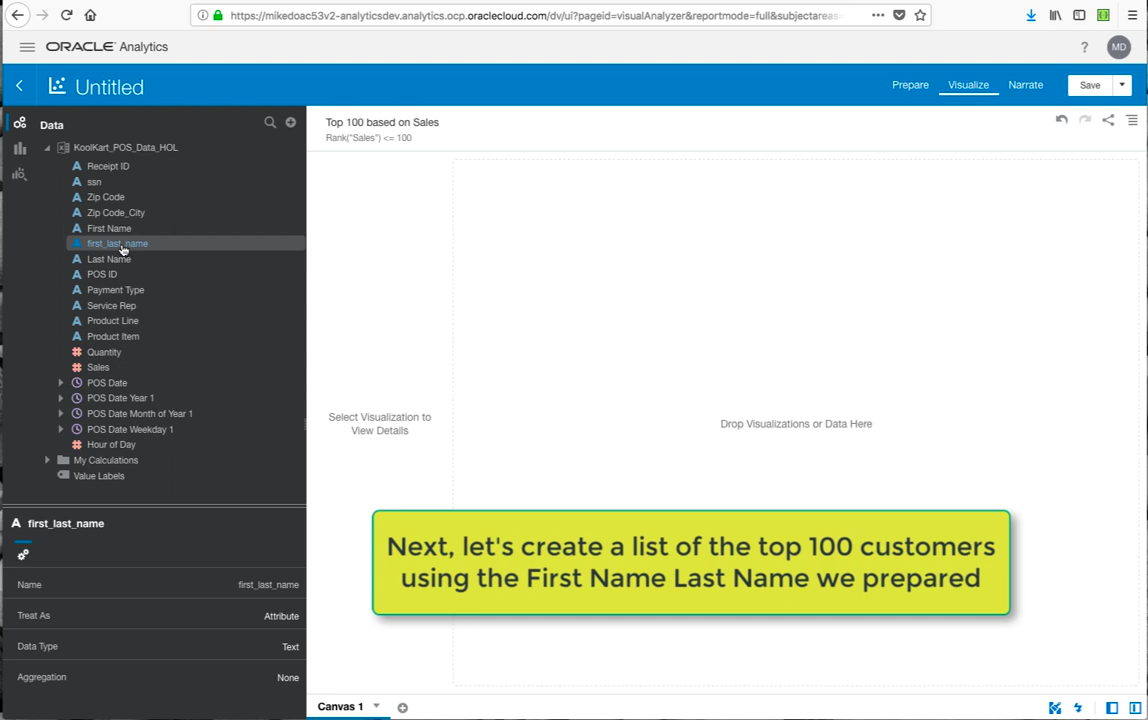 https://mikedoac53v2-analyticsdev.analytics.ocp.oraclecloud.com/dv/ui?pageid=visualAnalyzer&reportmode=full&subjectareas=
ORACLE Analytics
?
MD
Untitled
Prepare
Visualize
Narrate
Save
Data
Top 100 based on Sales
Rank("Sales") <= 100
KoolKart_POS_Data_HOL
A Receipt ID
A ssn
A Zip Code
A Zip Code_City
A First Name
A first_last_name
A Last Name
A POS ID
A Payment Type
A Service Rep
A Product Line
A Product Item
# Quantity
# Sales
POS Date
POS Date Year 1
POS Date Month of Year 1
POS Date Weekday 1
# Hour of Day
My Calculations
Value Labels
Select Visualization to
View Details
Drop Visualizations or Data Here
Next, let's create a list of the top 100 customers
using the First Name Last Name we prepared
A first_last_name
Name first_last_name
Treat As Attribute
Data Type Text
Aggregation None
Canvas 1